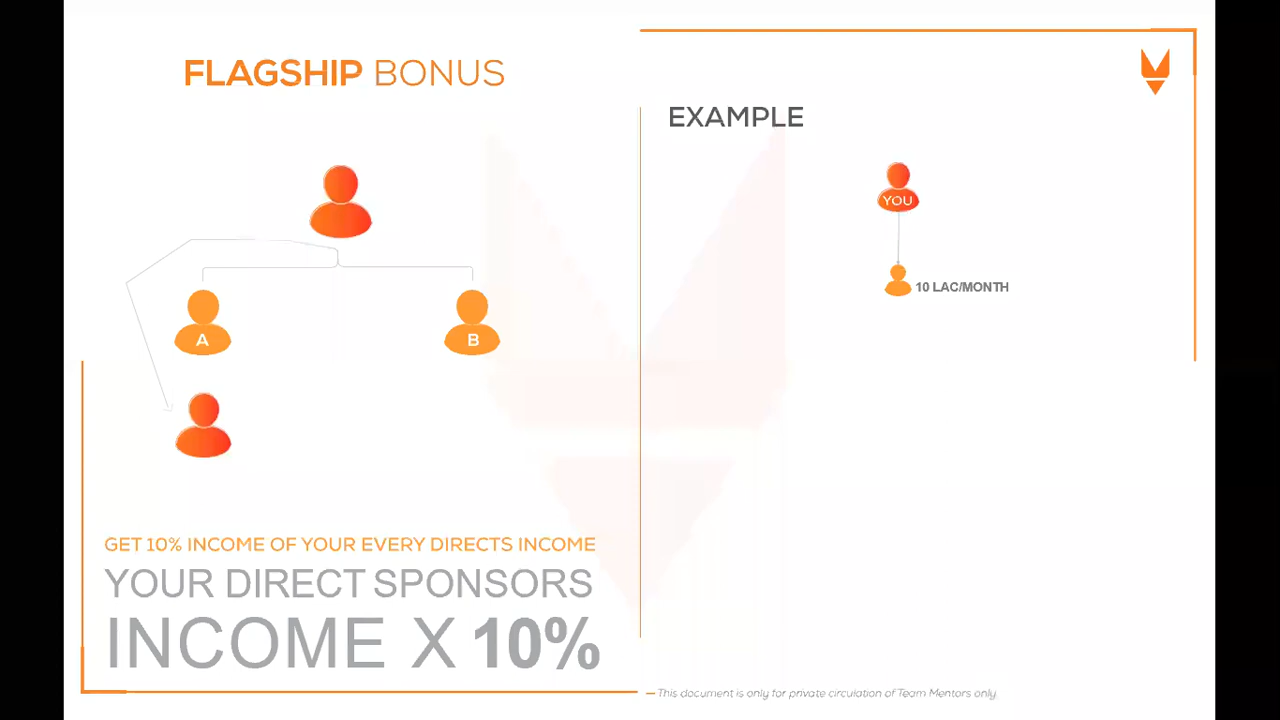 FLAGSHIP BONUS
A
B
GET 10% INCOME OF YOUR EVERY DIRECTS INCOME
YOUR DIRECT SPONSORS
INCOME X 10%
EXAMPLE
YOU
10 LAC/MONTH
This document is only for private circulation of Team Mentors only.